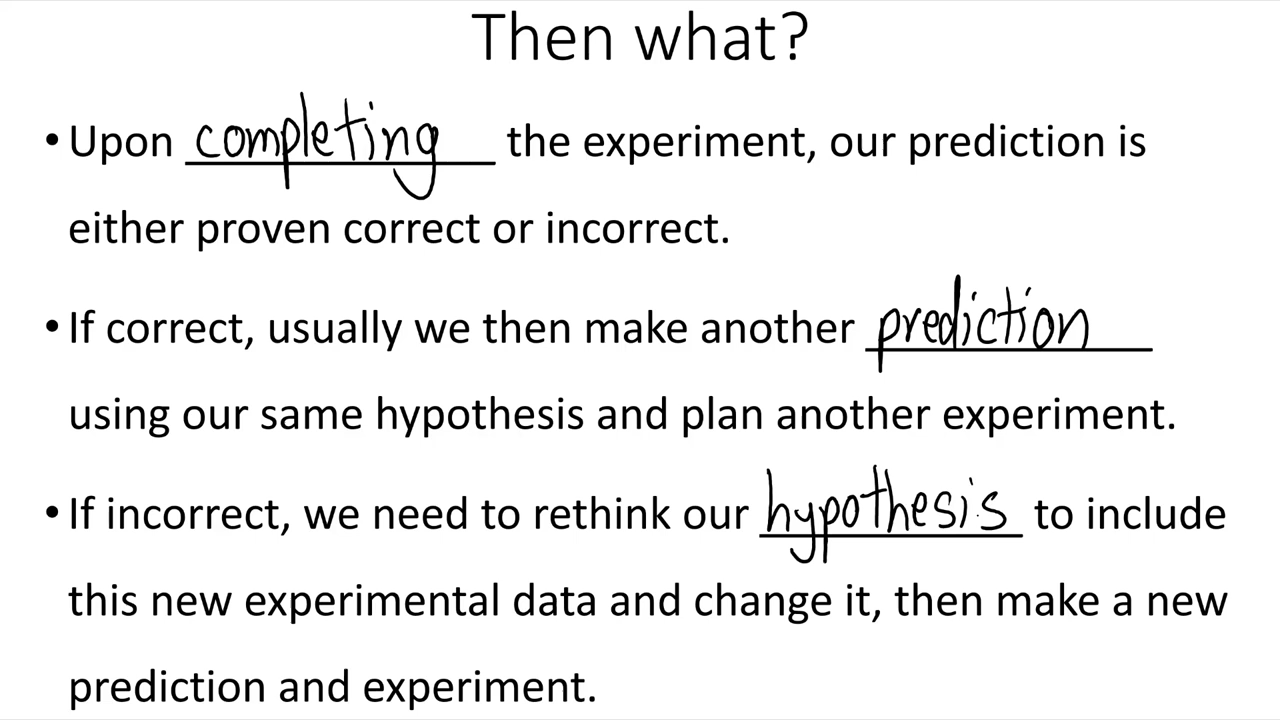 Then what?
• Upon completing the experiment, our prediction is
either proven correct or incorrect.
• If correct, usually we then make another prediction
using our same hypothesis and plan another experiment.
• If incorrect, we need to rethink our hypothesis to include
this new experimental data and change it, then make a new
prediction and experiment.